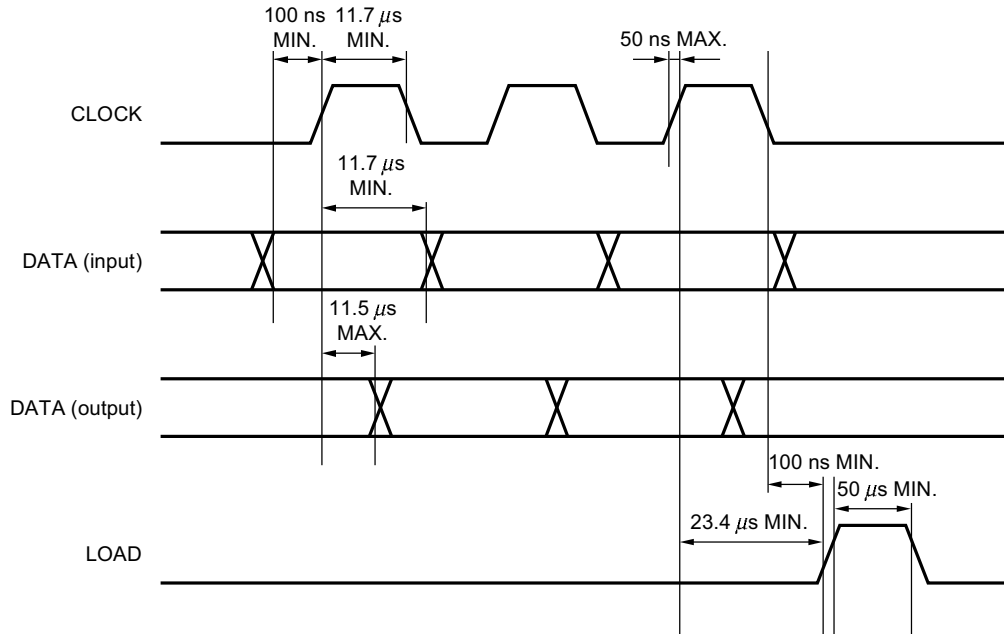 100 ns
MIN.
11.7 μs
MIN.
50 ns MAX.
CLOCK
11.7 μs
MIN.
DATA (input)
11.5 μs
MAX.
DATA (output)
100 ns MIN.
50 μs MIN.
23.4 μs MIN.
LOAD